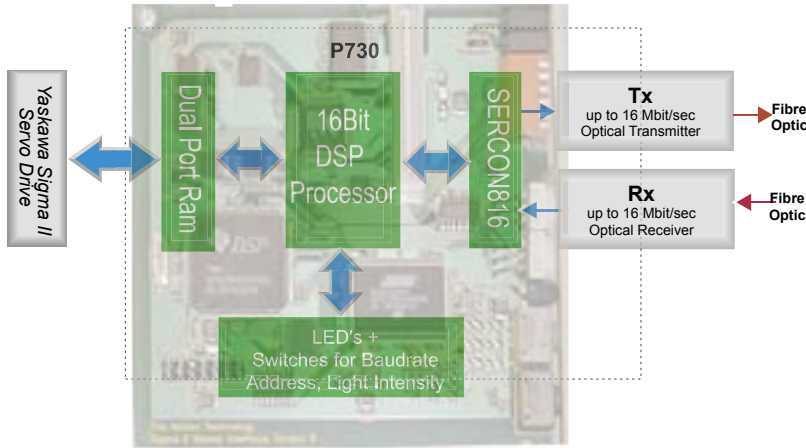 P730
Yaskawa Sigma II
Servo Drive
Dual Port Ram
16Bit
DSP
Processor
SERCON816
Tx
up to 16 Mbit/sec
Optical Transmitter
Fibre
Optic
Rx
up to 16 Mbit/sec
Optical Receiver
Fibre
Optic
DSP
LED's +
Switches for Baudrate
Address, Light Intensity